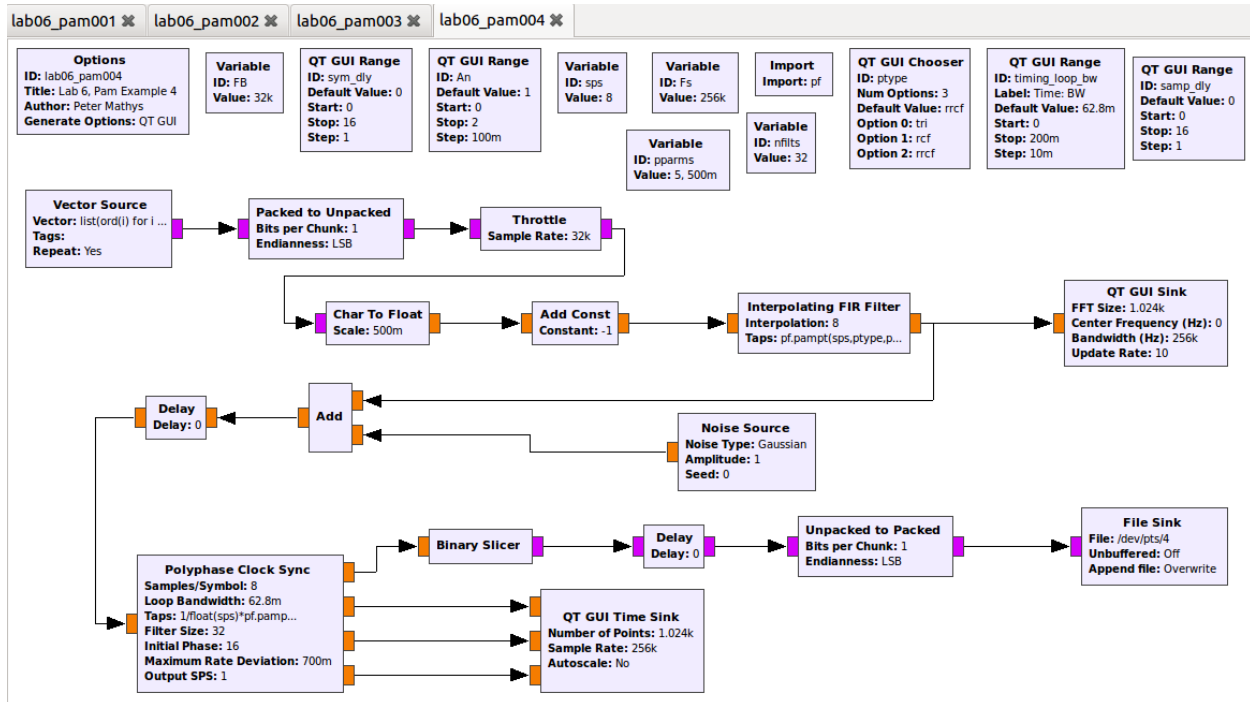 lab06_pam001 ✖ lab06_pam002 ✖ lab06_pam003 ✖ lab06_pam004 ✖
Options
ID: lab06_pam004
Title: Lab 6, Pam Example 4
Author: Peter Mathys
Generate Options: QT GUI
Variable
ID: FB
Value: 32k
QT GUI Range
ID: sym_dly
Default Value: 0
Start: 0
Stop: 16
Step: 1
QT GUI Range
ID: An
Default Value: 1
Start: 0
Stop: 2
Step: 100m
Variable
ID: sps
Value: 8
Variable
ID: Fs
Value: 256k
Import
Import: pf
QT GUI Chooser
ID: ptype
Num Options: 3
Default Value: rrcf
Option 0: tri
Option 1: rcf
Option 2: rrcf
QT GUI Range
ID: timing_loop_bw
Label: Time: BW
Default Value: 62.8m
Start: 0
Stop: 200m
Step: 10m
QT GUI Range
ID: samp_dly
Default Value: 0
Start: 0
Stop: 16
Step: 1
Variable
ID: pparms
Value: 5, 500m
Variable
ID: nfilts
Value: 32
Vector Source
Vector: list(ord(i) for i ...
Tags:
Repeat: Yes
Packed to Unpacked
Bits per Chunk: 1
Endianness: LSB
Throttle
Sample Rate: 32k
Char To Float
Scale: 500m
Add Const
Constant: -1
Interpolating FIR Filter
Interpolation: 8
Taps: pf.pampt(sps,ptype,p...
QT GUI Sink
FFT Size: 1.024k
Center Frequency (Hz): 0
Bandwidth (Hz): 256k
Update Rate: 10
Delay
Delay: 0
Add
Noise Source
Noise Type: Gaussian
Amplitude: 1
Seed: 0
Polyphase Clock Sync
Samples/Symbol: 8
Loop Bandwidth: 62.8m
Taps: 1/float(sps)*pf.pamp...
Filter Size: 32
Initial Phase: 16
Maximum Rate Deviation: 700m
Output SPS: 1
Binary Slicer
Delay
Delay: 0
Unpacked to Packed
Bits per Chunk: 1
Endianness: LSB
File Sink
File: /dev/pts/4
Unbuffered: Off
Append file: Overwrite
QT GUI Time Sink
Number of Points: 1.024k
Sample Rate: 256k
Autoscale: No